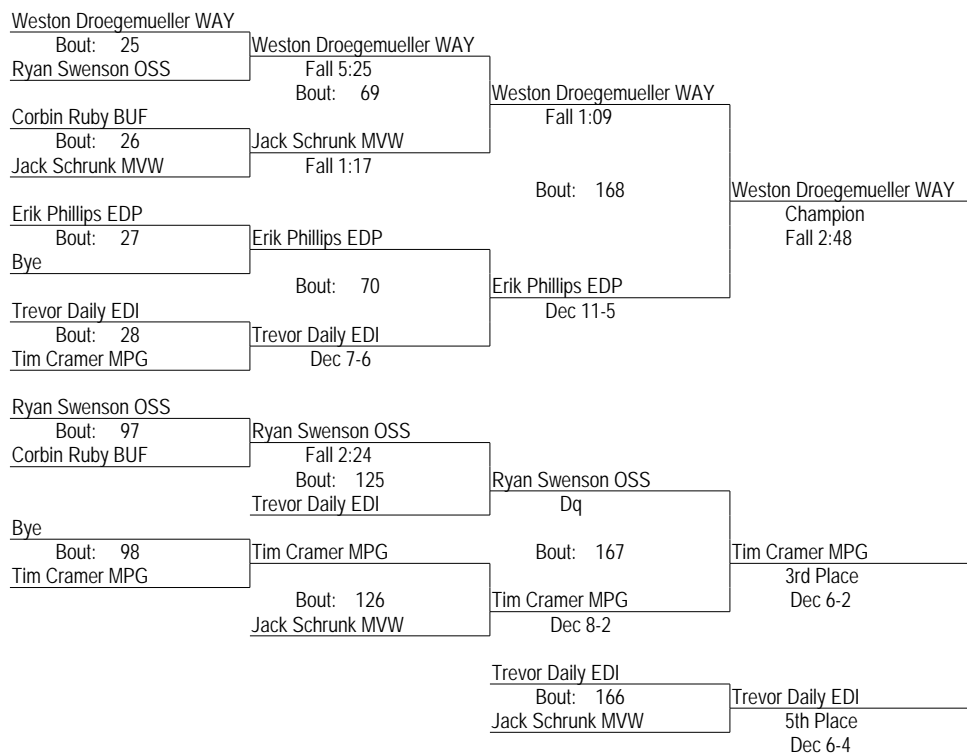 Weston Droegemueller WAY
Bout: 25
Weston Droegemueller WAY
Ryan Swenson OSS
Fall 5:25
Bout: 69
Weston Droegemueller WAY
Corbin Ruby BUF
Fall 1:09
Bout: 26
Jack Schrunk MVW
Jack Schrunk MVW
Fall 1:17
Bout: 168
Weston Droegemueller WAY
Erik Phillips EDP
Champion
Bout: 27
Erik Phillips EDP
Fall 2:48
Bye
Bout: 70
Erik Phillips EDP
Trevor Daily EDI
Dec 11-5
Bout: 28
Trevor Daily EDI
Tim Cramer MPG
Dec 7-6
Ryan Swenson OSS
Bout: 97
Ryan Swenson OSS
Corbin Ruby BUF
Fall 2:24
Bout: 125
Ryan Swenson OSS
Trevor Daily EDI
Dq
Bye
Bout: 98
Tim Cramer MPG
Bout: 167
Tim Cramer MPG
Tim Cramer MPG
3rd Place
Bout: 126
Tim Cramer MPG
Dec 6-2
Jack Schrunk MVW
Dec 8-2
Trevor Daily EDI
Bout: 166
Trevor Daily EDI
Jack Schrunk MVW
5th Place
Dec 6-4